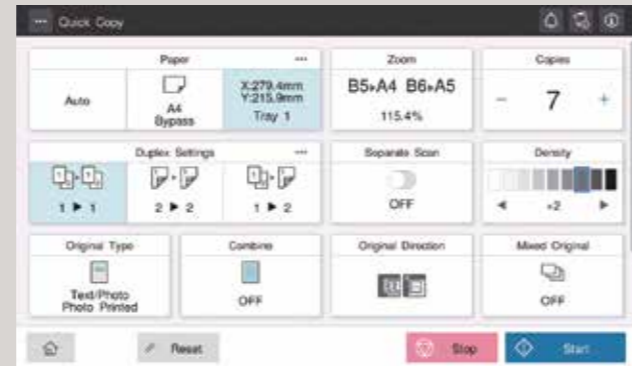 Quick Copy
Paper
Zoom
Copies
Auto
A4
Bypass
X:279.4mm
Y:215.9mm
Tray 1
B5▸A4 B6▸A5
115.4%
- 7 +
Duplex Settings
Separate Scan
Density
1 ▶ 1
2 ▶ 2
1 ▶ 2
OFF
◀ +2 ▶
Original Type
Combine
Original Direction
Mixed Original
Text/Photo
Photo Printed
OFF
OFF
Reset
Stop
Start